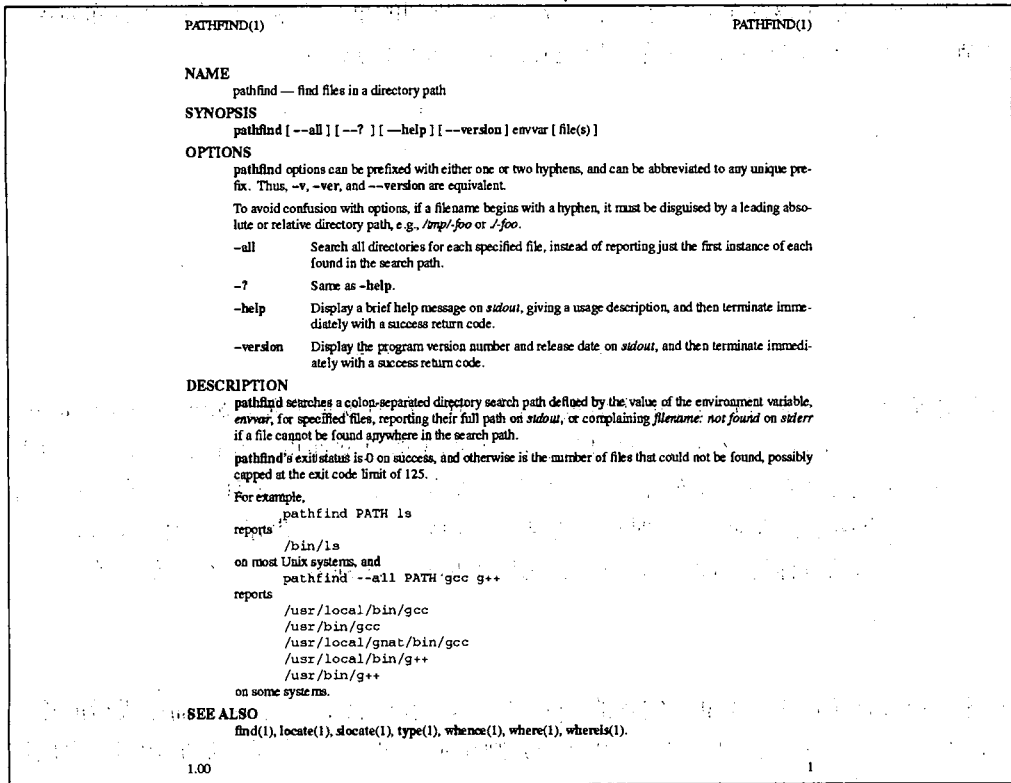 PATHFIND(1) PATHFIND(1)
NAME
pathfind — find files in a directory path
SYNOPSIS
pathfind [ --all ] [ --? ] [ --help ] [ --version ] envvar [ file(s) ]
OPTIONS
pathfind options can be prefixed with either one or two hyphens, and can be abbreviated to any unique pre-
fix. Thus, -v, -ver, and --version are equivalent.
To avoid confusion with options, if a filename begins with a hyphen, it must be disguised by a leading abso-
lute or relative directory path, e.g., /tmp/-foo or ./-foo.
-all Search all directories for each specified file, instead of reporting just the first instance of each
found in the search path.
-? Same as -help.
-help Display a brief help message on stdout, giving a usage description, and then terminate imme-
diately with a success return code.
-version Display the program version number and release date on stdout, and then terminate immedi-
ately with a success return code.
DESCRIPTION
pathfind searches a colon-separated directory search path defined by the value of the environment variable,
envvar, for specified files, reporting their full path on stdout, or complaining filename: not found on stderr
if a file cannot be found anywhere in the search path.
pathfind's exit status is 0 on success, and otherwise is the number of files that could not be found, possibly
capped at the exit code limit of 125.
For example,
pathfind PATH ls
reports
/bin/ls
on most Unix systems, and
pathfind --all PATH gcc g++
reports
/usr/local/bin/gcc
/usr/bin/gcc
/usr/local/gnat/bin/gcc
/usr/local/bin/g++
/usr/bin/g++
on some systems.
SEE ALSO
find(1), locate(1), slocate(1), type(1), whence(1), where(1), whereis(1).
1.00 1